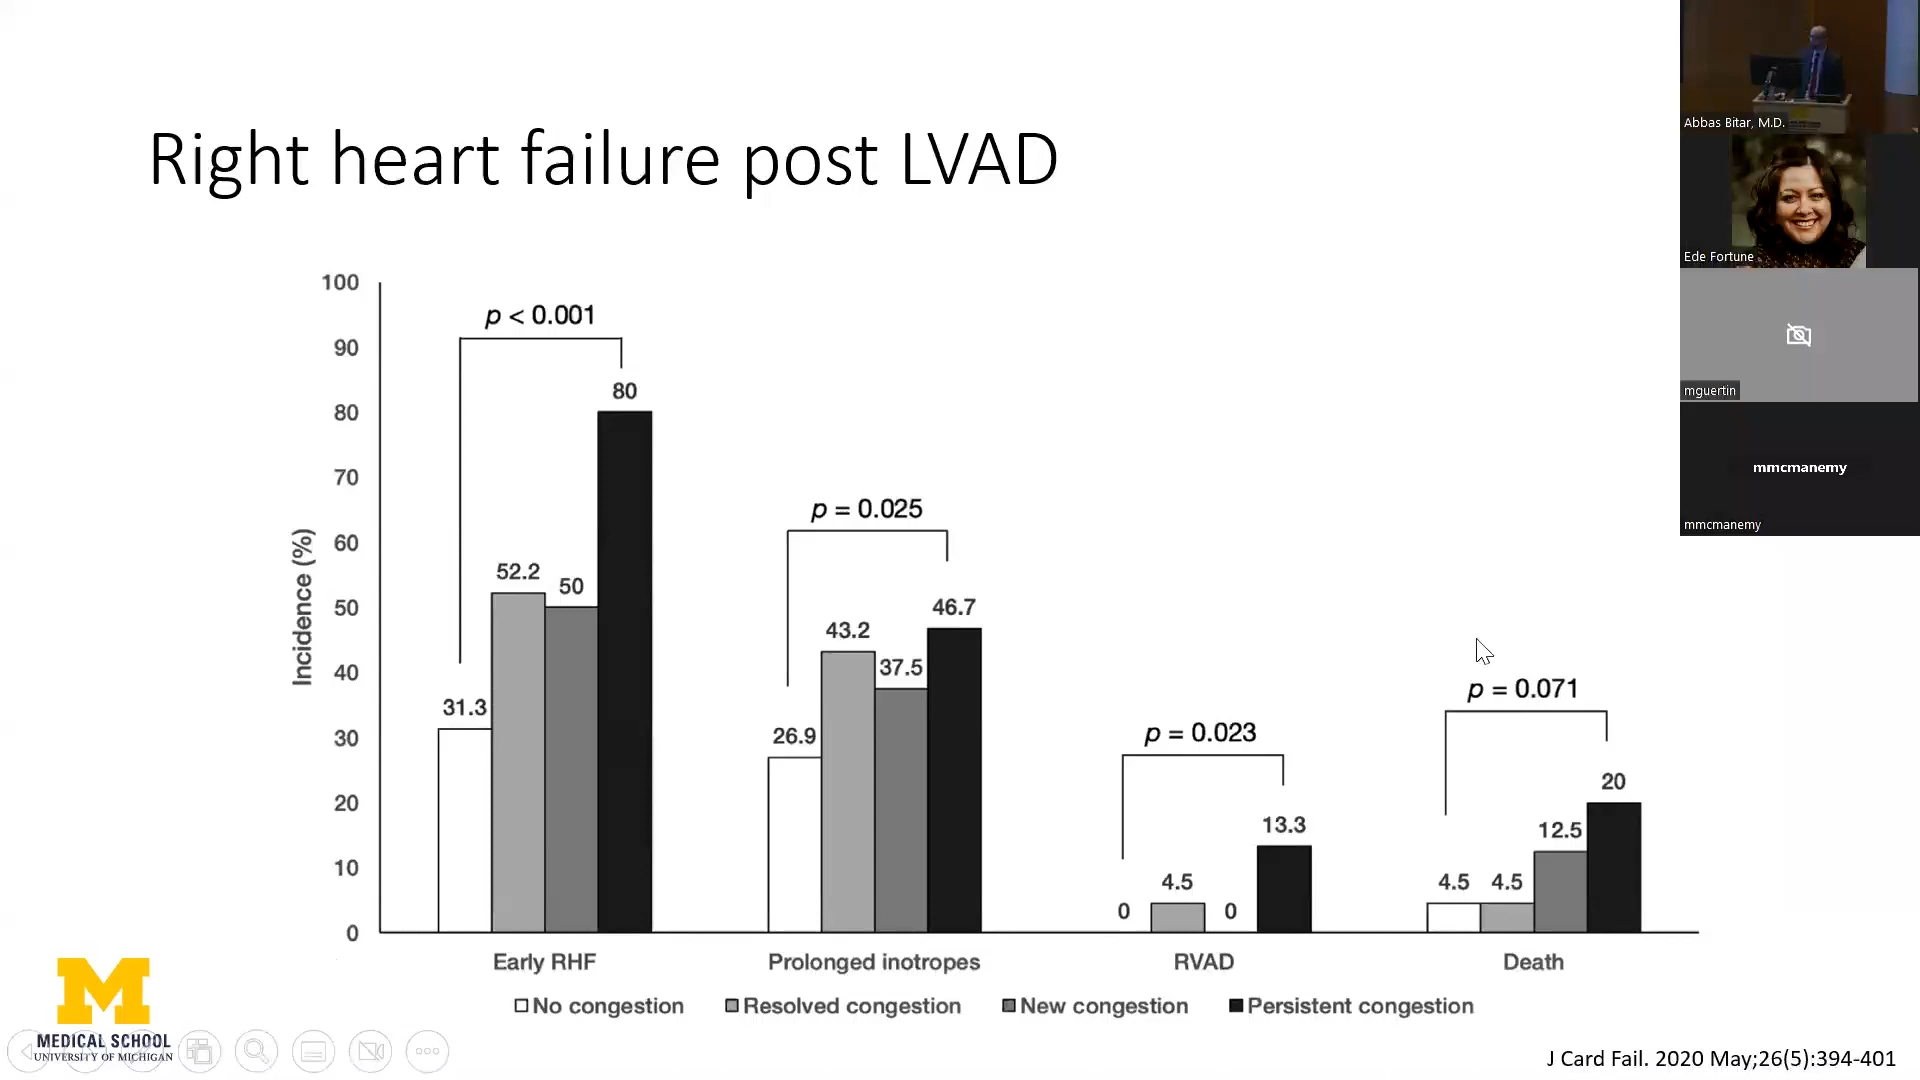 Right heart failure post LVAD
Incidence (%)
100
90
80
70
60
50
40
30
20
10
0
p < 0.001
31.3
52.2
50
80
p = 0.025
26.9
43.2
37.5
46.7
p = 0.023
0
4.5
0
13.3
p = 0.071
4.5
4.5
12.5
20
Early RHF
Prolonged inotropes
RVAD
Death
No congestion Resolved congestion New congestion Persistent congestion
M
MEDICAL SCHOOL
UNIVERSITY OF MICHIGAN
J Card Fail. 2020 May;26(5):394-401
Abbas Bitar, M.D.
Ede Fortune
mguertin
mmcmanemy
mmcmanemy